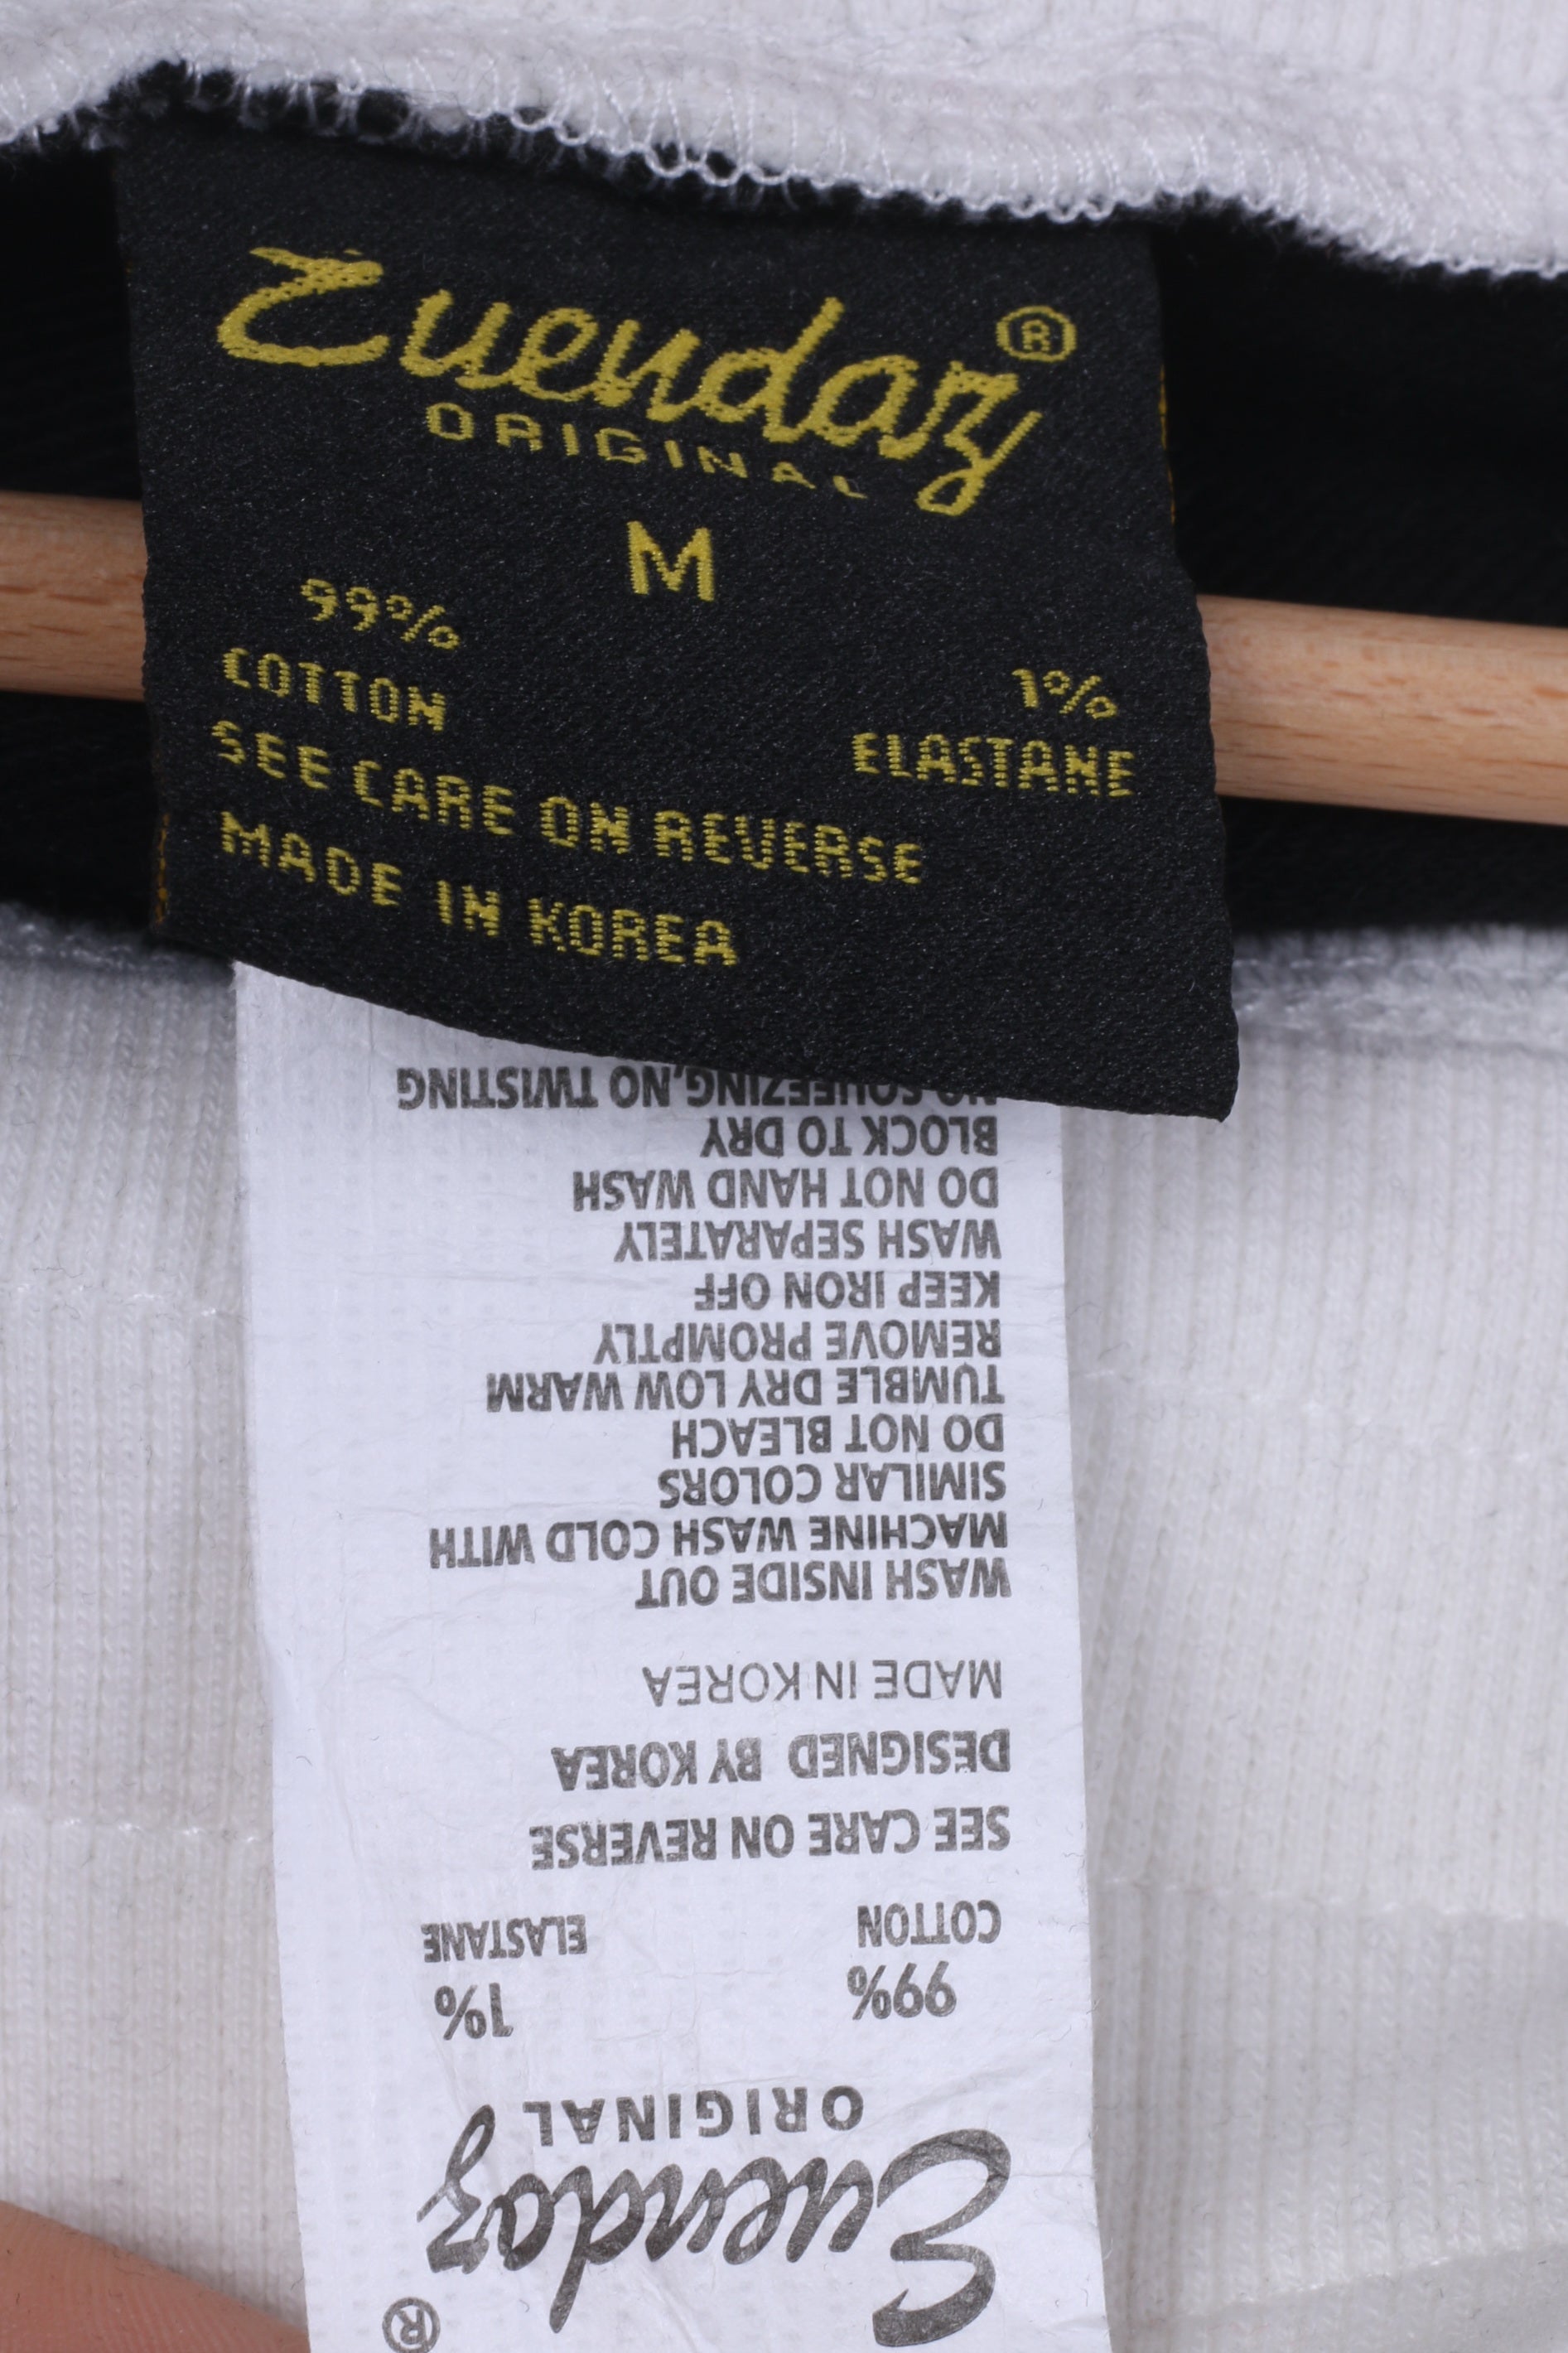 Euendaz ®
ORIGINAL
M
99% 1%
COTTON ELASTANE
SEE CARE ON REVERSE
MADE IN KOREA
Euendaz ®
ORIGINAL
99% 1%
COTTON ELASTANE
SEE CARE ON REVERSE
DESIGNED BY KOREA
MADE IN KOREA
WASH INSIDE OUT
MACHINE WASH COLD WITH
SIMILAR COLORS
DO NOT BLEACH
TUMBLE DRY LOW WARM
REMOVE PROMPTLY
KEEP IRON OFF
WASH SEPARATELY
DO NOT HAND WASH
BLOCK TO DRY
NO SQUEEZING,NO TWISTING